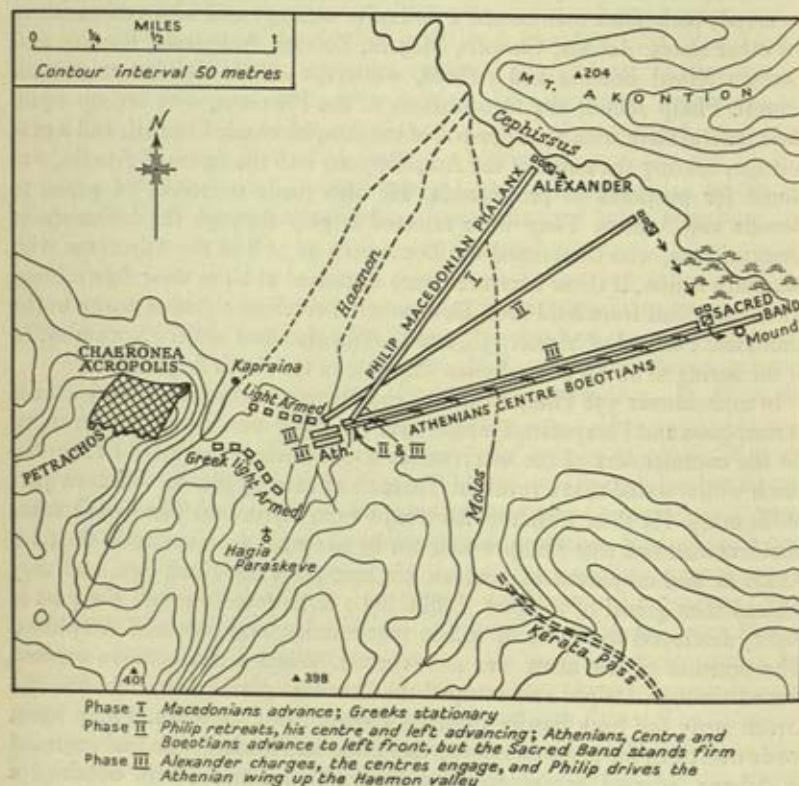 MILES
0 ¼ ½ 1
Contour interval 50 metres
N
MT. AKONTION
▲204
Cephissus
ALEXANDER
PHILIP MACEDONIAN PHALANX
I
II
Haemon
SACRED BAND
Mound
III
ATHENIANS CENTRE BOEOTIANS
CHAERONEA
ACROPOLIS
Kapraina
Light Armed
PETRACHOS
III
III
Ath.
II & III
Greek light Armed
Molos
Hagia
Paraskeve
Kerata Pass
▲401
▲398
Phase I Macedonians advance; Greeks stationary
Phase II Philip retreats, his centre and left advancing; Athenians, Centre and
Boeotians advance to left front, but the Sacred Band stands firm
Phase III Alexander charges, the centres engage, and Philip drives the
Athenian wing up the Haemon valley